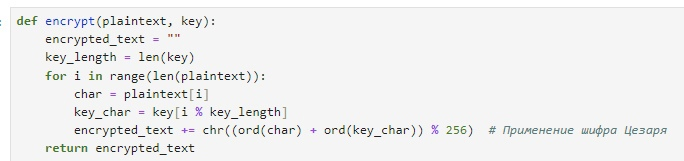 def encrypt(plaintext, key):
    encrypted_text = ""
    key_length = len(key)
    for i in range(len(plaintext)):
        char = plaintext[i]
        key_char = key[i % key_length]
        encrypted_text += chr((ord(char) + ord(key_char)) % 256)  # Применение шифра Цезаря
    return encrypted_text